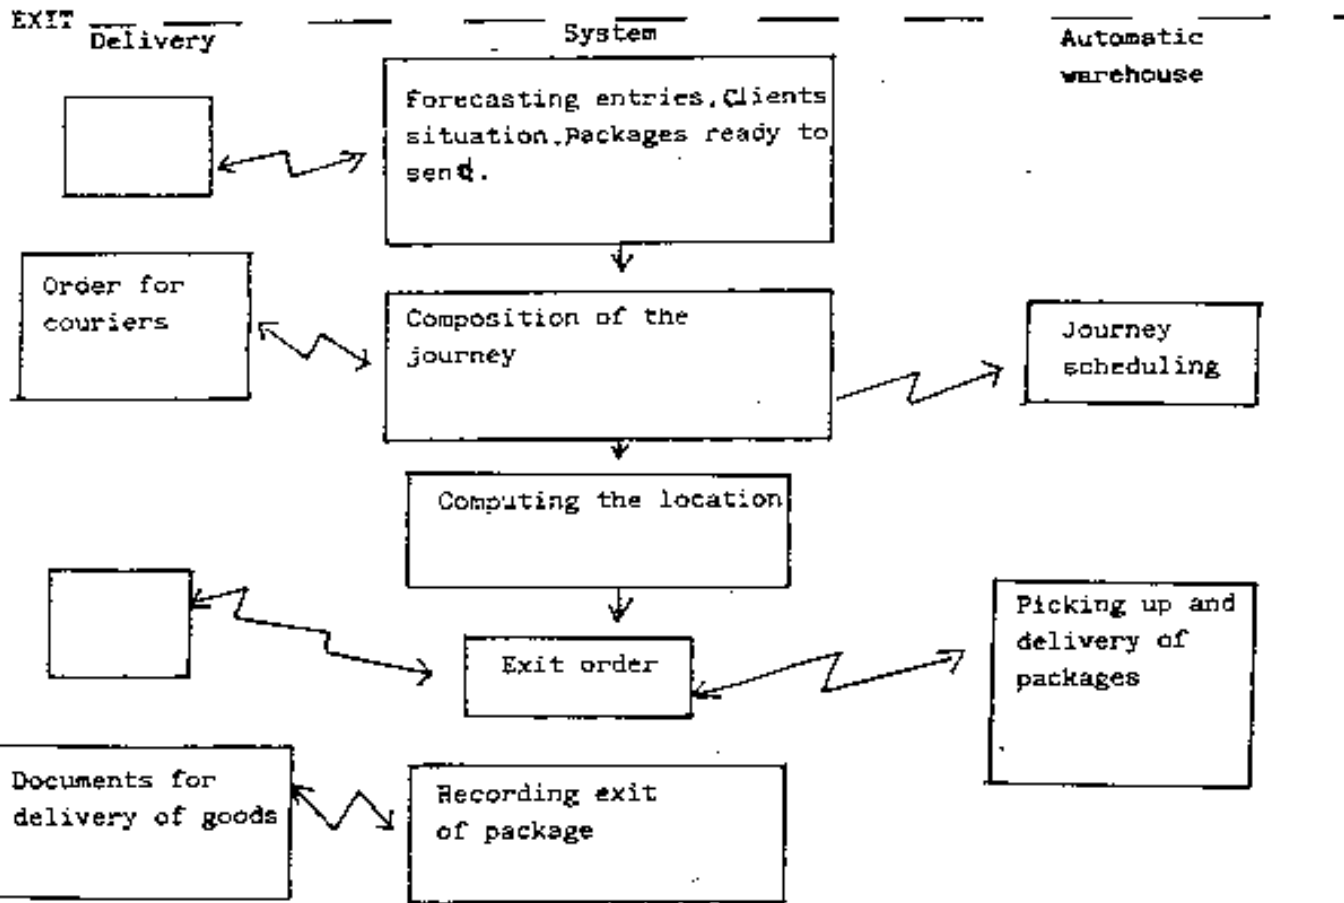 EXIT
Delivery
System
Automatic
warehouse
Forecasting entries,Clients
situation.Packages ready to
send.
Order for
couriers
Composition of the
journey
Journey
scheduling
Computing the location
Exit order
Picking up and
delivery of
packages
Documents for
delivery of goods
Recording exit
of package